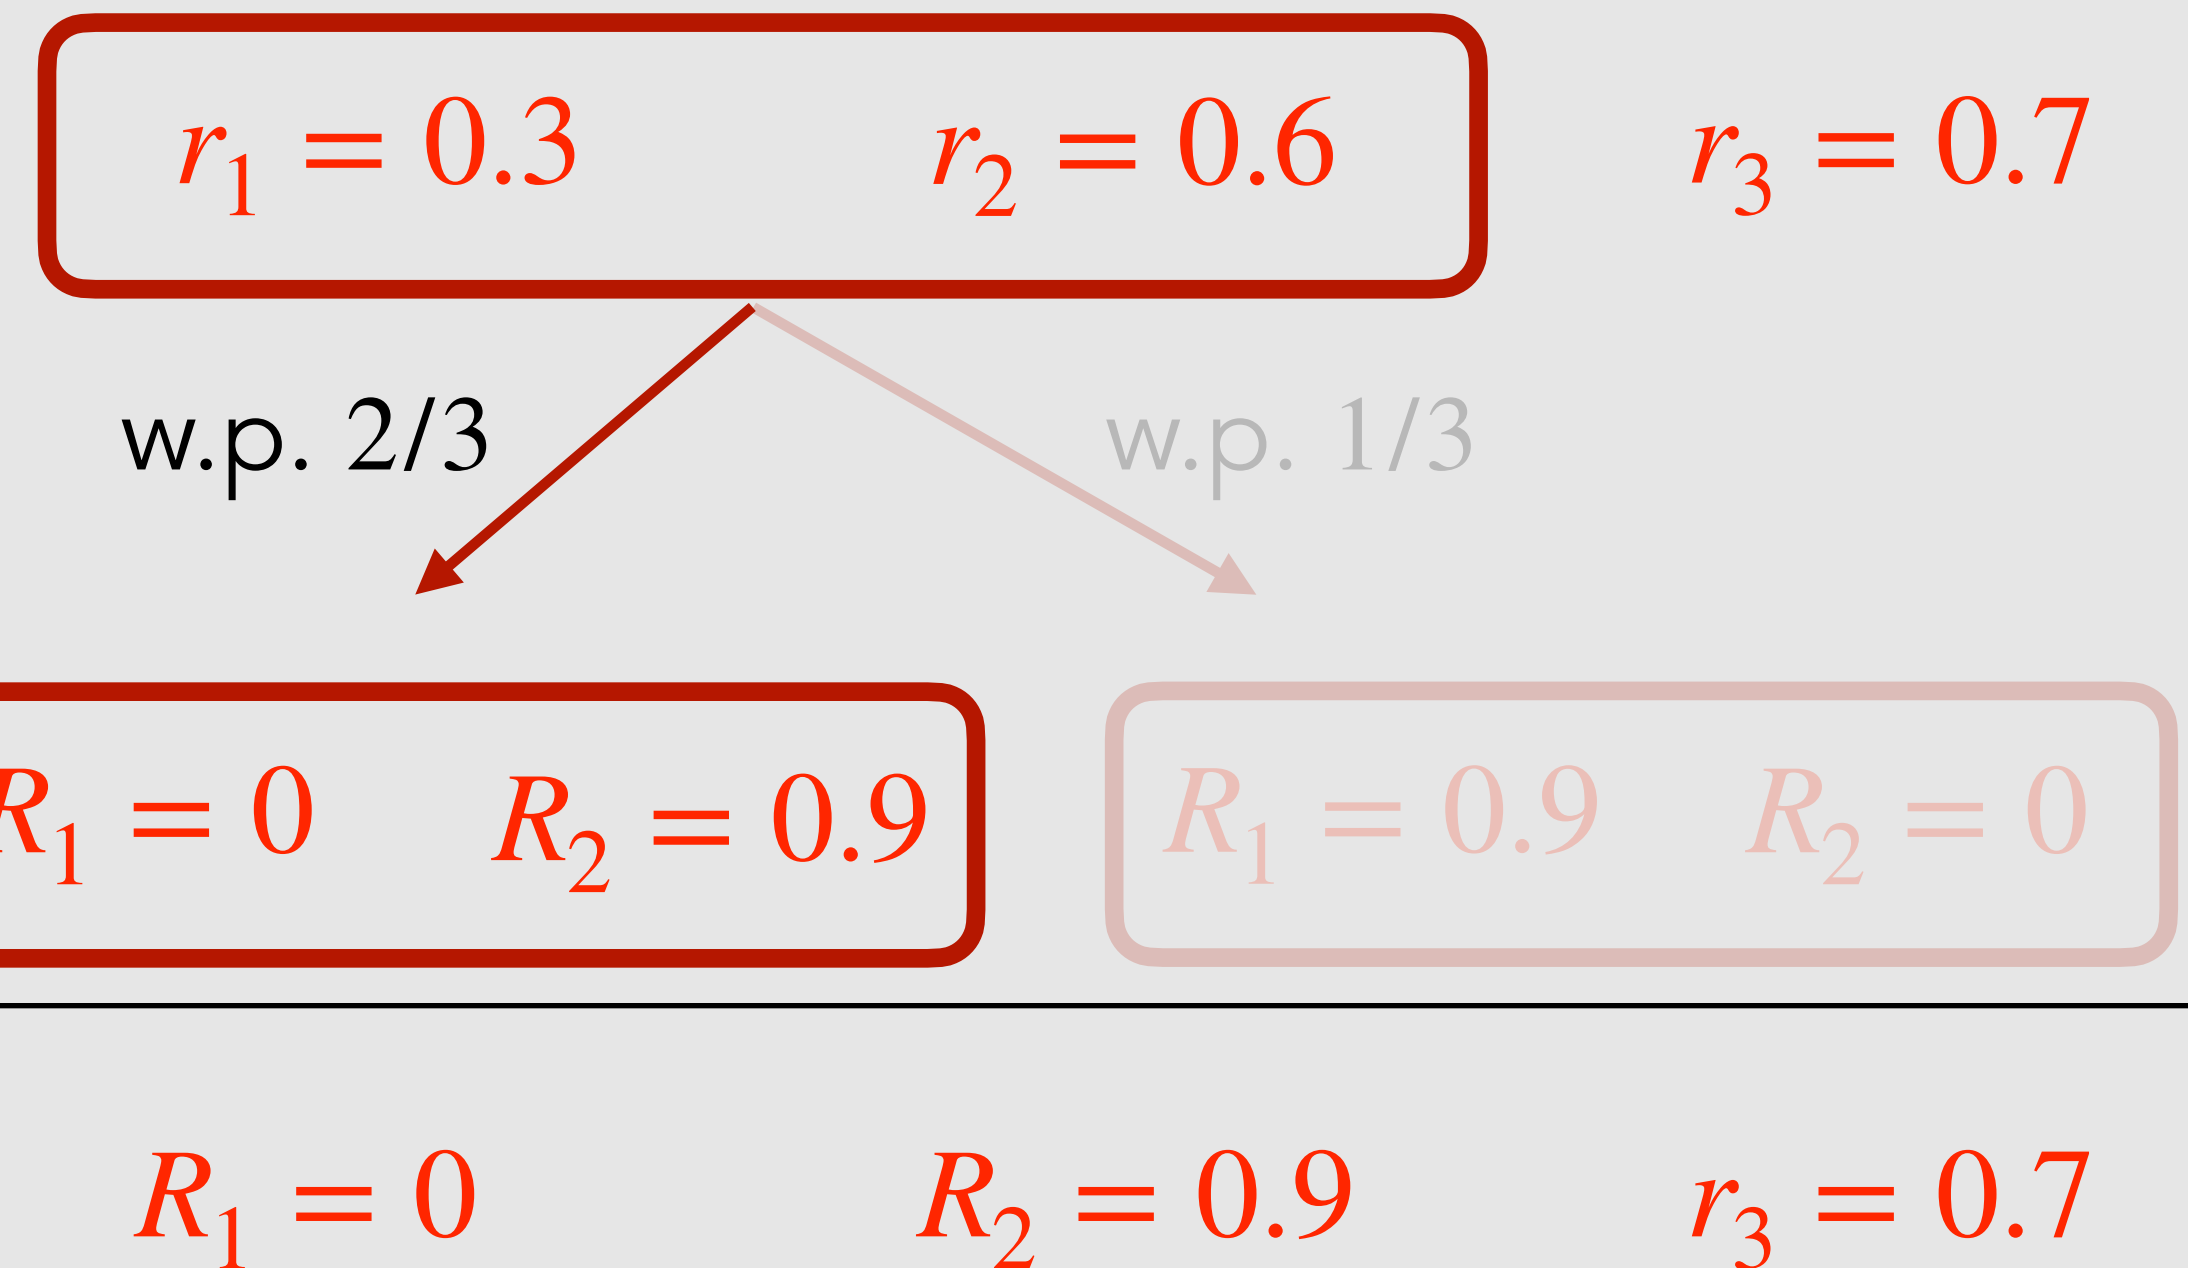 r₁ = 0.3 r₂ = 0.6 r₃ = 0.7
w.p. 2/3 w.p. 1/3
R₁ = 0 R₂ = 0.9 R₁ = 0.9 R₂ = 0
R₁ = 0 R₂ = 0.9 r₃ = 0.7